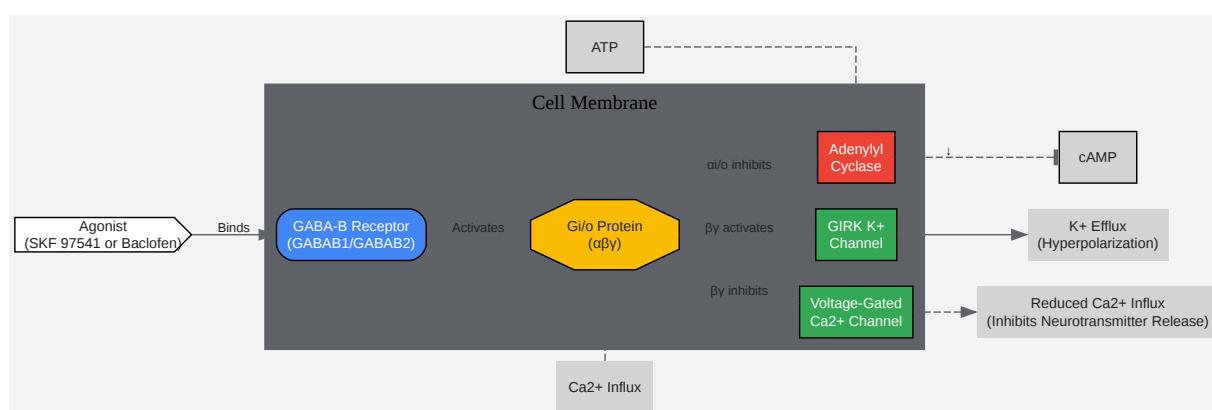 ATP
Cell Membrane
αi/o inhibits
Adenylyl
Cyclase
↓
cAMP
Agonist
(SKF 97541 or Baclofen)
Binds
GABA-B Receptor
(GABAB1/GABAB2)
Activates
Gi/o Protein
(αβγ)
βγ activates
GIRK K+
Channel
K+ Efflux
(Hyperpolarization)
βγ inhibits
Voltage-Gated
Ca2+ Channel
Reduced Ca2+ Influx
(Inhibits Neurotransmitter Release)
Ca2+ Influx